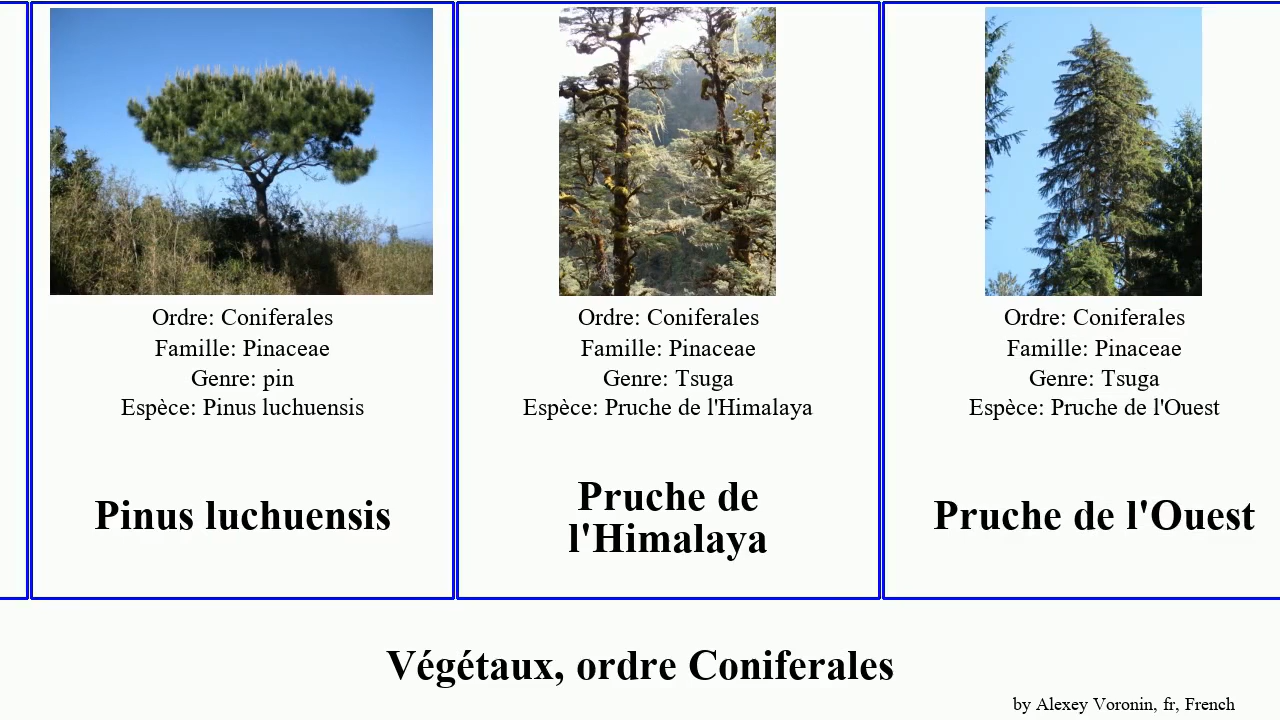 Ordre: Coniferales
Famille: Pinaceae
Genre: pin
Espèce: Pinus luchuensis
Pinus luchuensis
Ordre: Coniferales
Famille: Pinaceae
Genre: Tsuga
Espèce: Pruche de l'Himalaya
Pruche de
l'Himalaya
Ordre: Coniferales
Famille: Pinaceae
Genre: Tsuga
Espèce: Pruche de l'Ouest
Pruche de l'Ouest
Végétaux, ordre Coniferales
by Alexey Voronin, fr, French